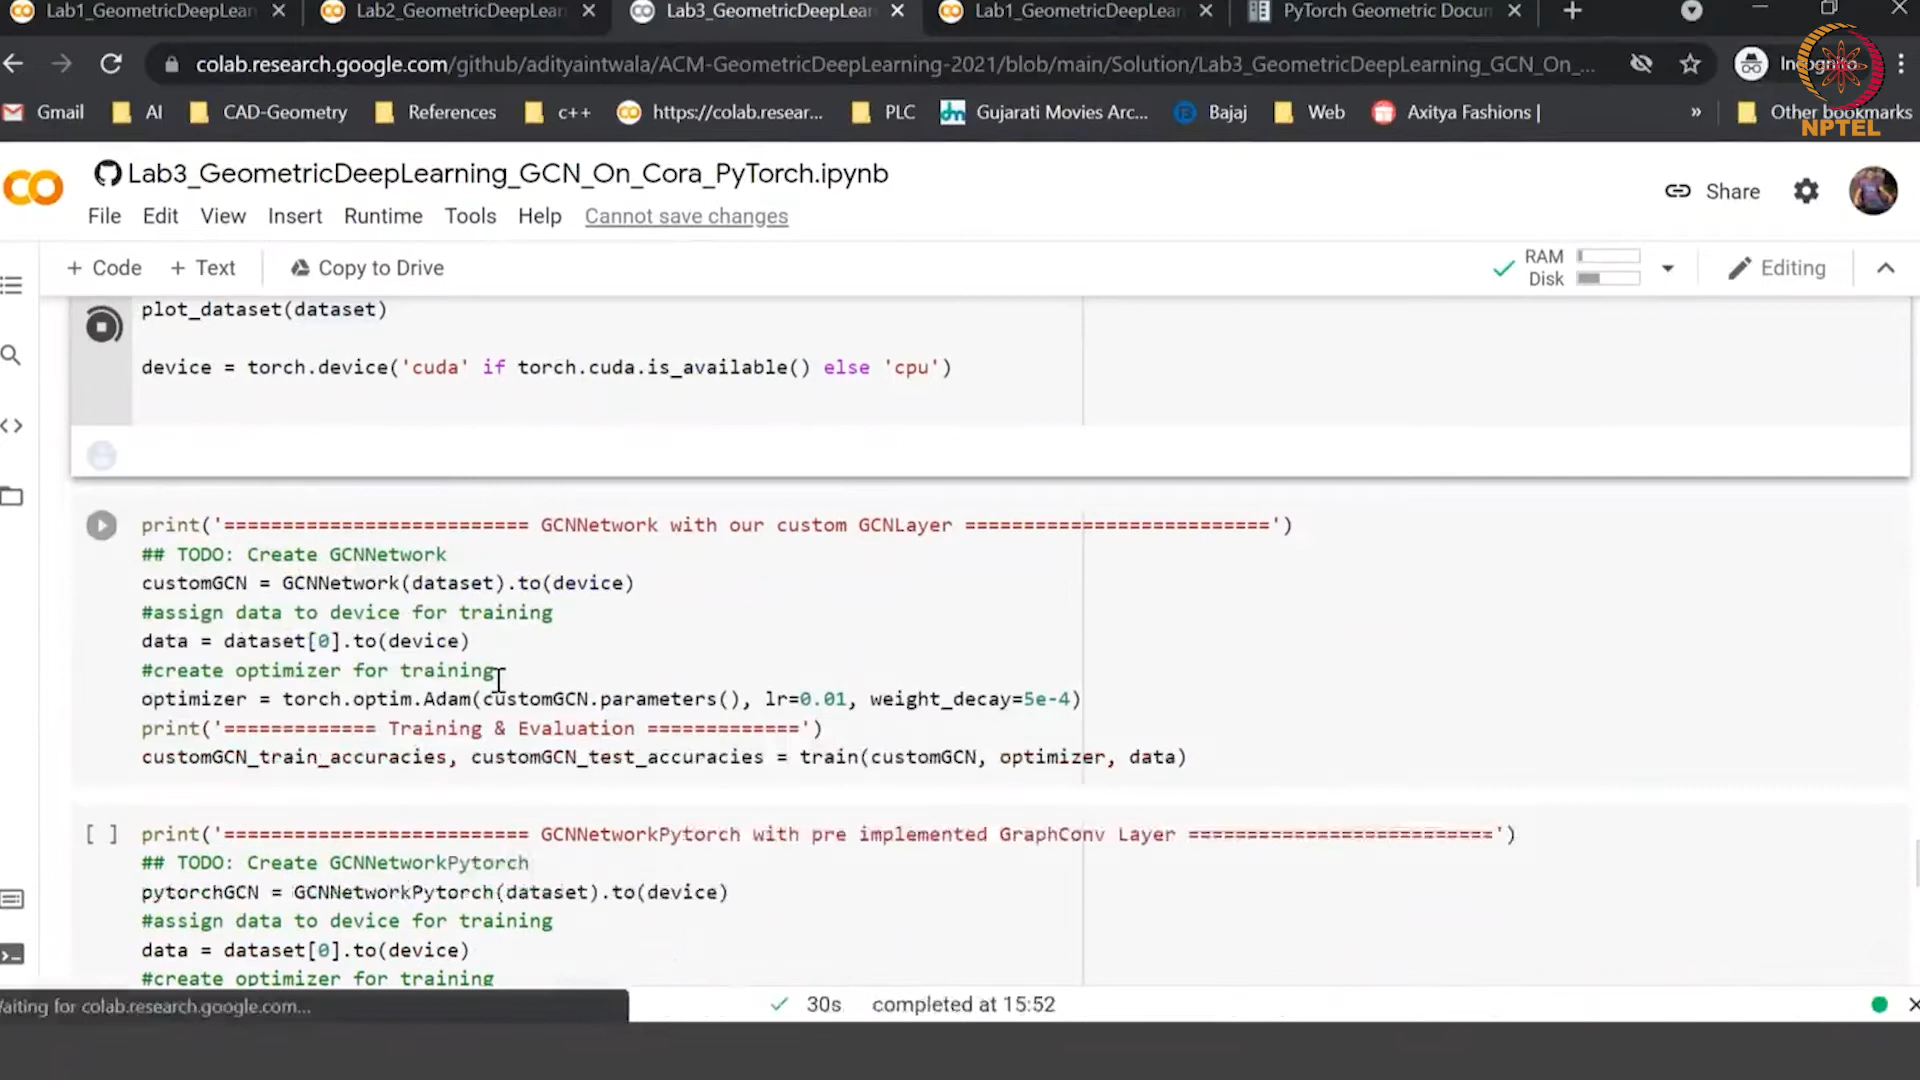 Lab1_GeometricDeepLear
Lab2_GeometricDeepLear
Lab3_GeometricDeepLear
Lab1_GeometricDeepLear
PyTorch Geometric Docun
colab.research.google.com/github/adityaintwala/ACM-GeometricDeepLearning-2021/blob/main/Solution/Lab3_GeometricDeepLearning_GCN_On_...
Incognito
Gmail
AI
CAD-Geometry
References
c++
https://colab.resear...
PLC
Gujarati Movies Arc...
Bajaj
Web
Axitya Fashions |
»
Other bookmarks
NPTEL
Lab3_GeometricDeepLearning_GCN_On_Cora_PyTorch.ipynb
Share
File Edit View Insert Runtime Tools Help Cannot save changes
+ Code + Text Copy to Drive
RAM
Disk
Editing
plot_dataset(dataset)
device = torch.device('cuda' if torch.cuda.is_available() else 'cpu')
print('========================== GCNNetwork with our custom GCNLayer ==========================')
## TODO: Create GCNNetwork
customGCN = GCNNetwork(dataset).to(device)
#assign data to device for training
data = dataset[0].to(device)
#create optimizer for training
optimizer = torch.optim.Adam(customGCN.parameters(), lr=0.01, weight_decay=5e-4)
print('============= Training & Evaluation =============')
customGCN_train_accuracies, customGCN_test_accuracies = train(customGCN, optimizer, data)
[ ] print('========================== GCNNetworkPytorch with pre implemented GraphConv Layer ==========================')
## TODO: Create GCNNetworkPytorch
pytorchGCN = GCNNetworkPytorch(dataset).to(device)
#assign data to device for training
data = dataset[0].to(device)
#create optimizer for training
aiting for colab.research.google.com...
30s completed at 15:52